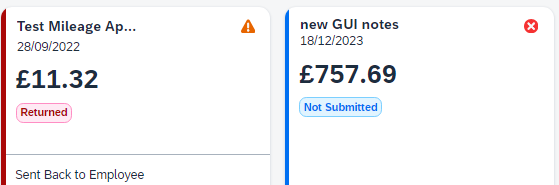 Test Mileage Ap...
28/09/2022
£11.32
Returned
Sent Back to Employee
new GUI notes
18/12/2023
£757.69
Not Submitted